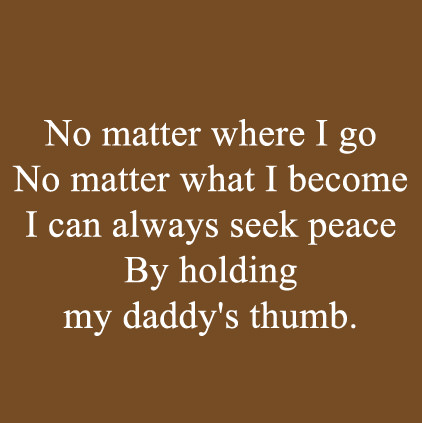 No matter where I go
No matter what I become
I can always seek peace
By holding
my daddy's thumb.